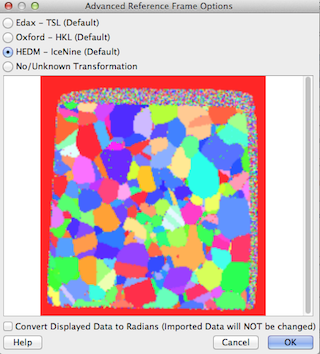 Advanced Reference Frame Options
Edax - TSL (Default)
Oxford - HKL (Default)
HEDM - IceNine (Default)
No/Unknown Transformation
Convert Displayed Data to Radians (Imported Data will NOT be changed)
Help Cancel OK